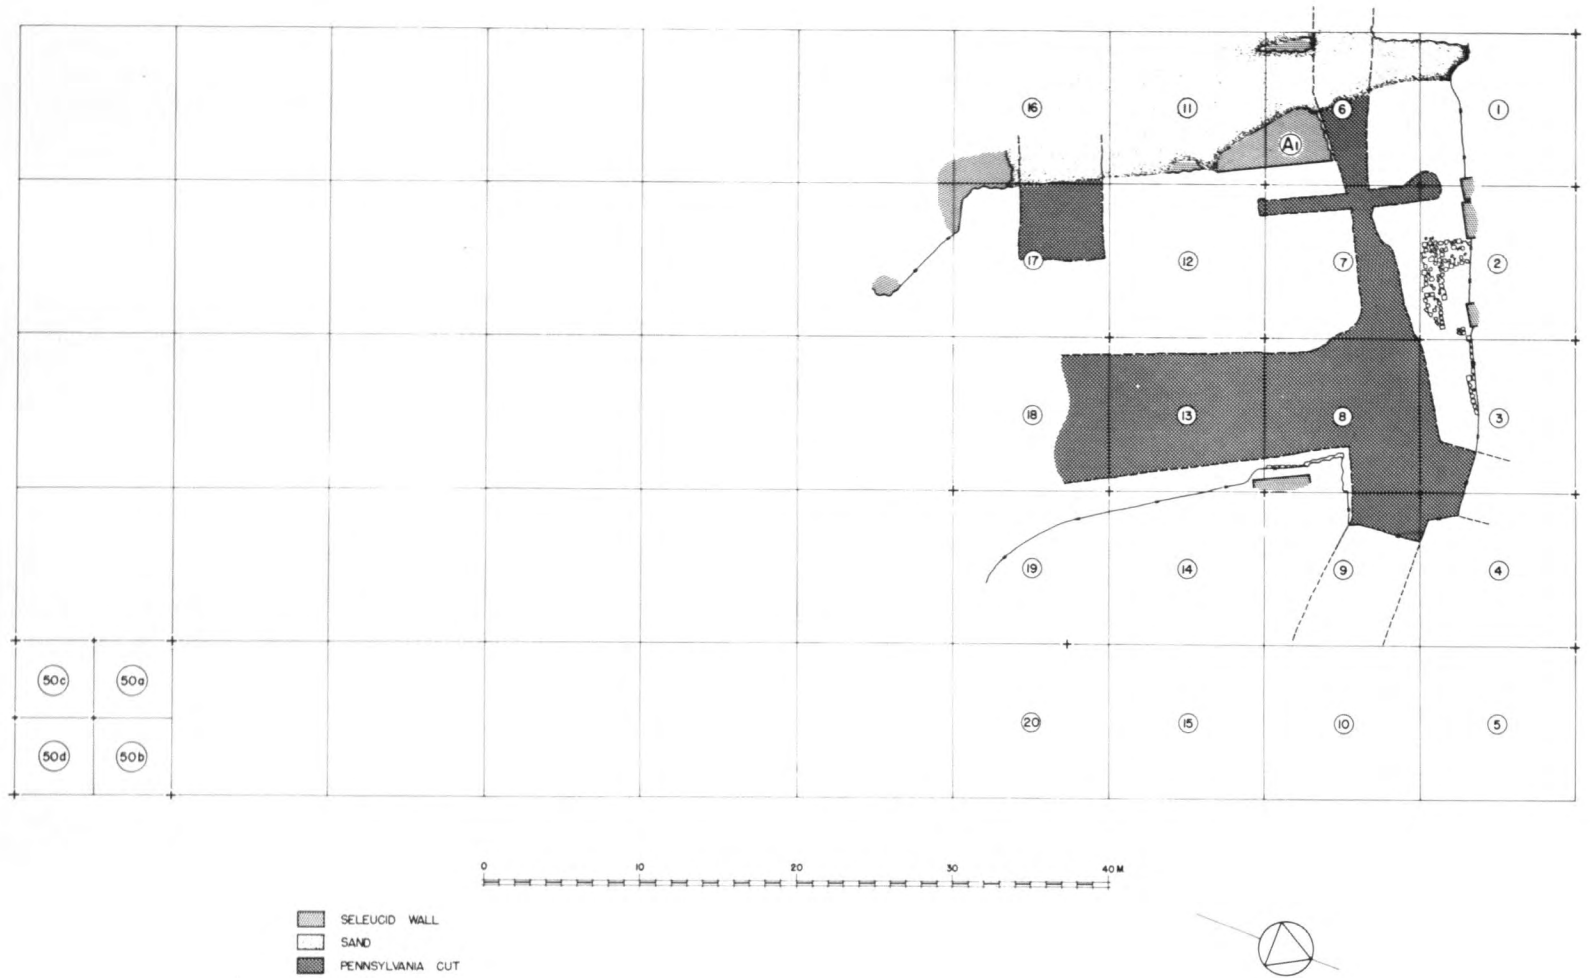 16 11 6 1
A1
17 12 7 2
18 13 8 3
19 14 9 4
50c 50a
20 15 10 5
50d 50b
0 10 20 30 40 M
SELEUCID WALL
SAND
PENNSYLVANIA CUT